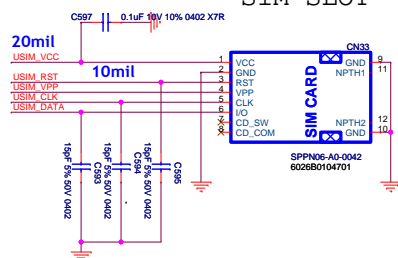 SIM SLOT
C597 0.1uF 10V 10% 0402 X7R
20mil
USIM_VCC
10mil
USIM_RST
USIM_VPP
USIM_CLK
USIM_DATA
CN33
1 VCC GND 9
2 GND NPTH1 11
3 RST
4 VPP
5 CLK
6 I/O NPTH2 12
7 CD_SW GND 10
8 CD_COM
SIM CARD
SPPN06-A0-0042
6026B0104701
C593
15pF 5% 50V 0402
C594
15pF 5% 50V 0402
C595
15pF 5% 50V 0402